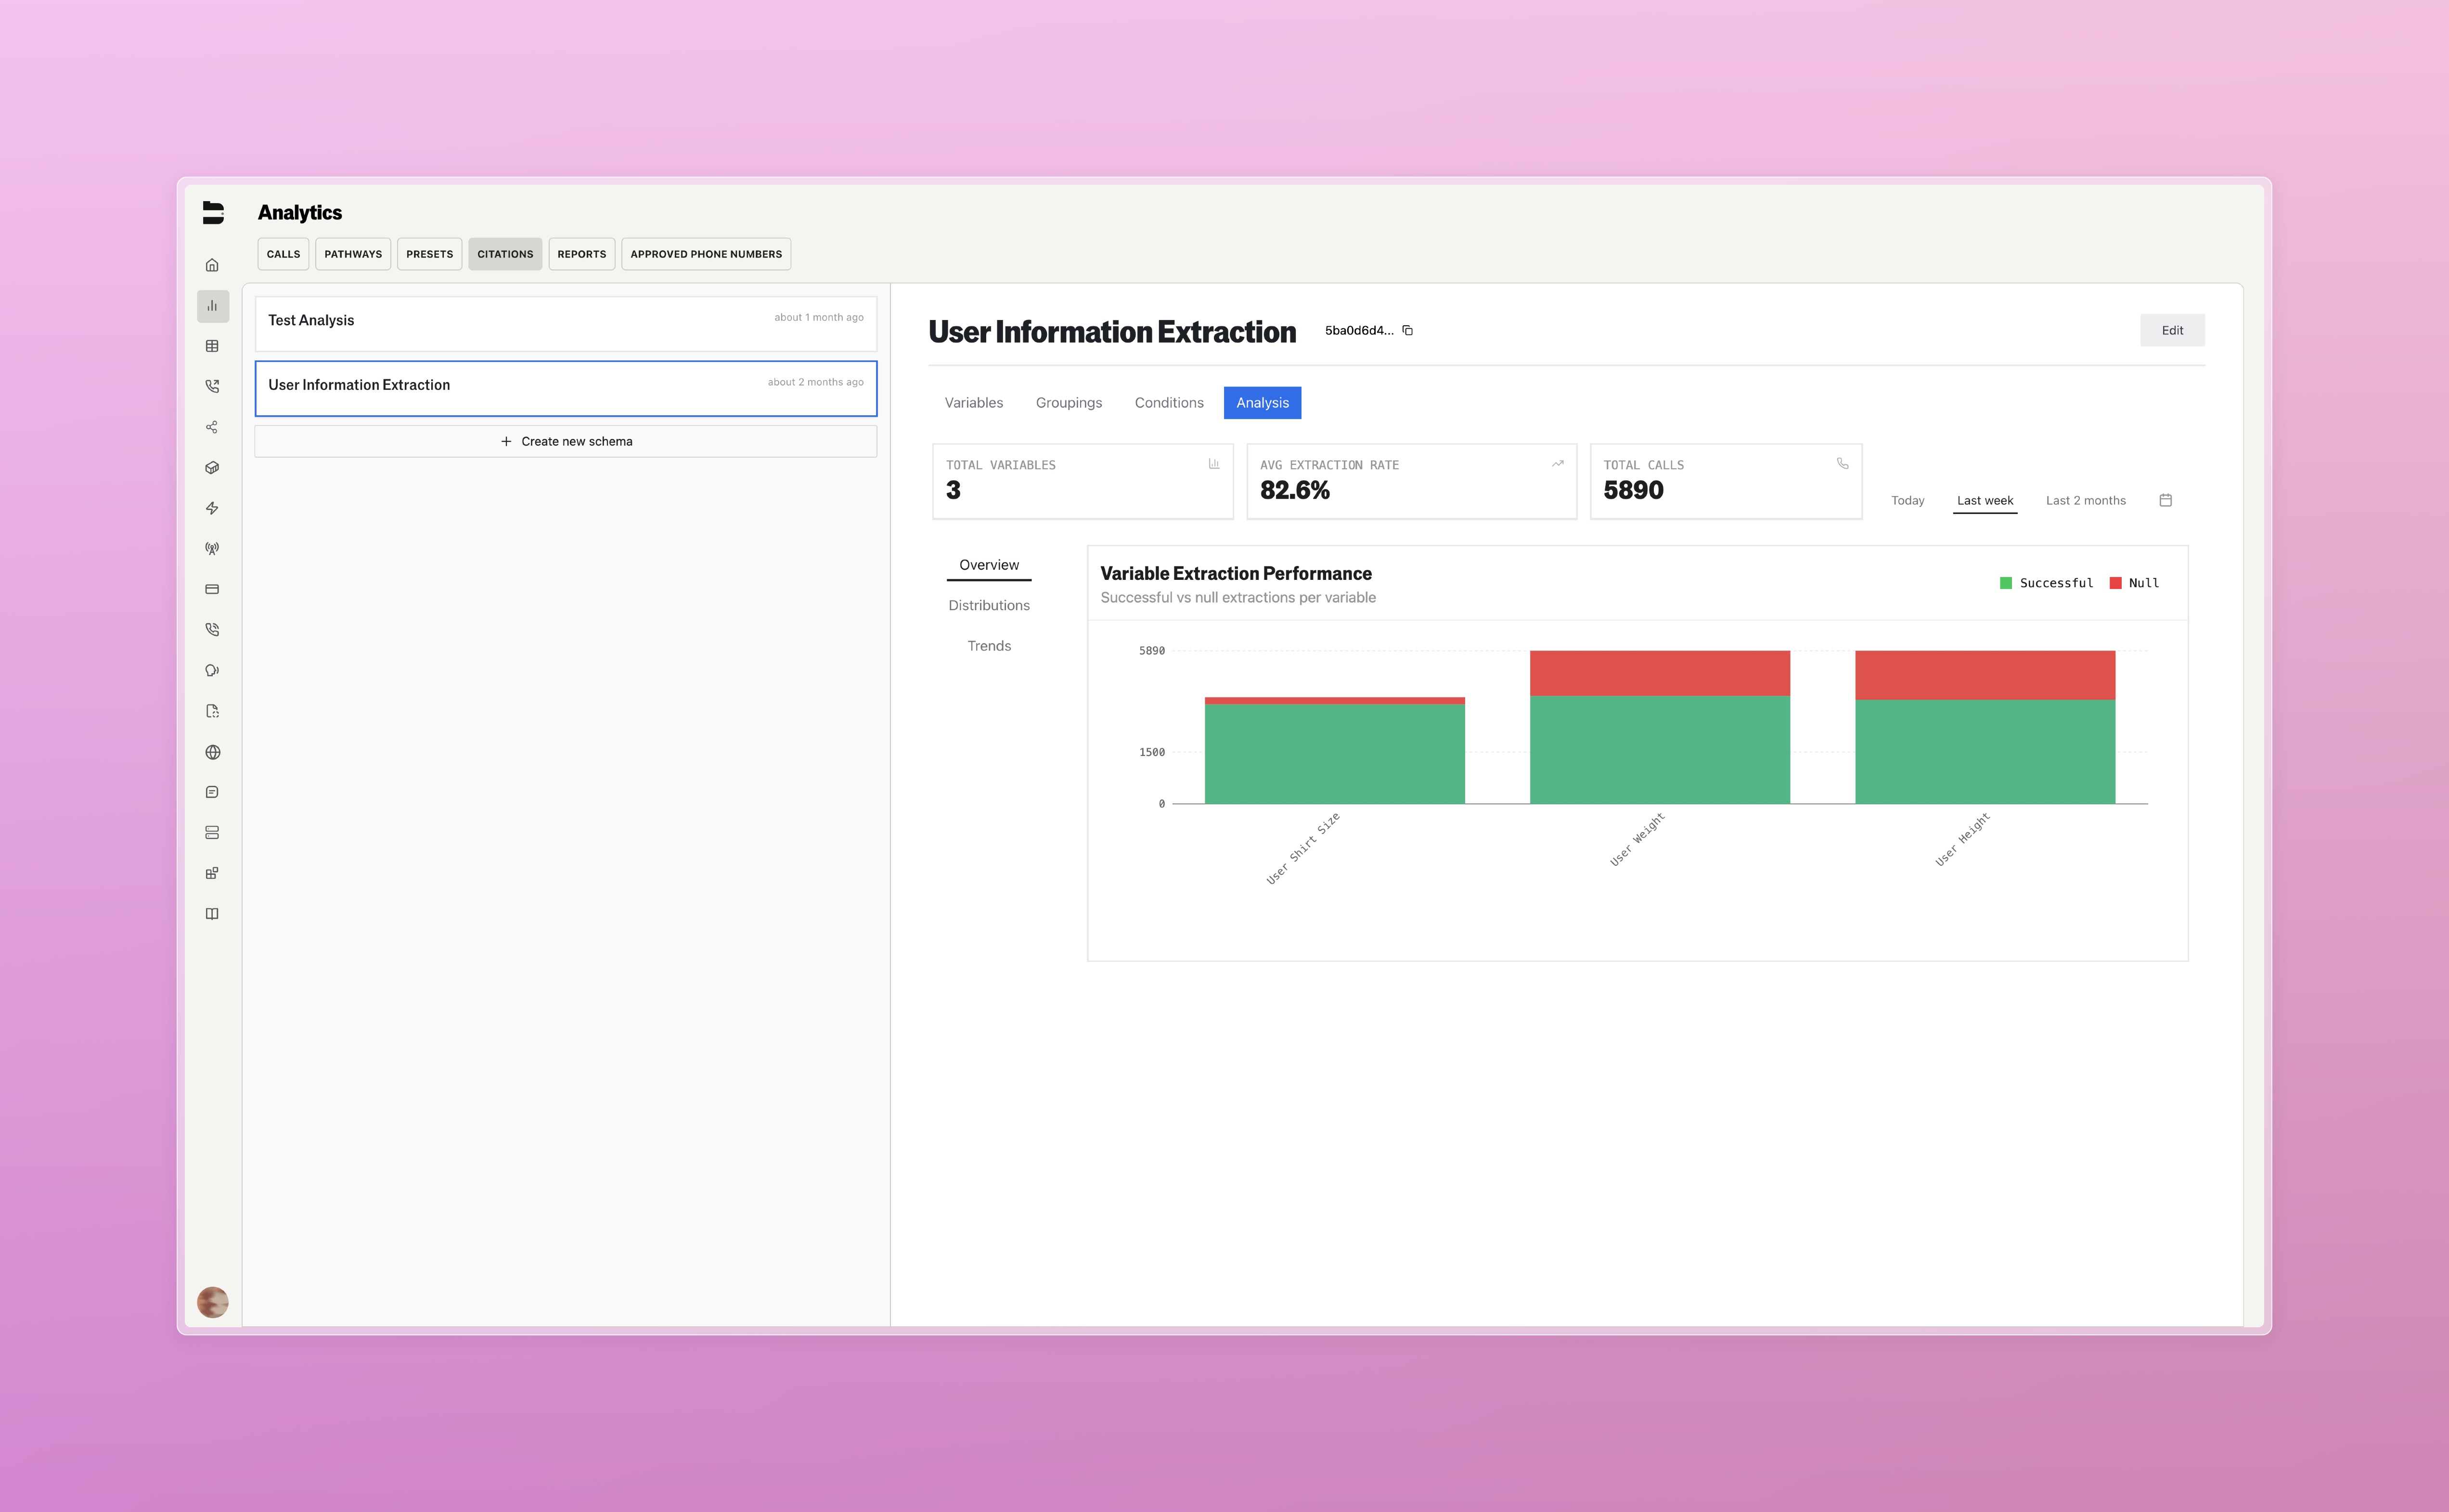 Analytics
CALLS
PATHWAYS
PRESETS
CITATIONS
REPORTS
APPROVED PHONE NUMBERS
Test Analysis
about 1 month ago
User Information Extraction
about 2 months ago
Create new schema
User Information Extraction
5ba0d6d4...
Edit
Variables
Groupings
Conditions
Analysis
TOTAL VARIABLES
3
AVG EXTRACTION RATE
82.6%
TOTAL CALLS
5890
Today
Last week
Last 2 months
Overview
Distributions
Trends
Variable Extraction Performance
Successful vs null extractions per variable
Successful
Null
5890
1500
0
User Shirt Size
User Weight
User Height